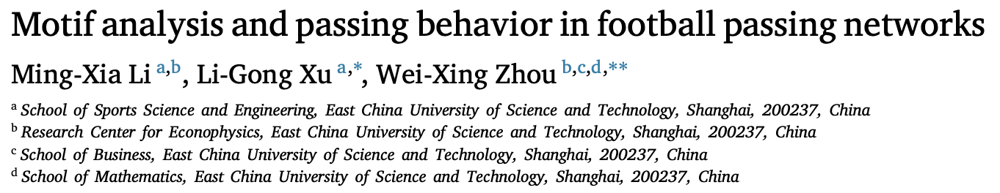 Motif analysis and passing behavior in football passing networks
Ming-Xia Li a,b, Li-Gong Xu a,*, Wei-Xing Zhou b,c,d,**
a School of Sports Science and Engineering, East China University of Science and Technology, Shanghai, 200237, China
b Research Center for Econophysics, East China University of Science and Technology, Shanghai, 200237, China
c School of Business, East China University of Science and Technology, Shanghai, 200237, China
d School of Mathematics, East China University of Science and Technology, Shanghai, 200237, China